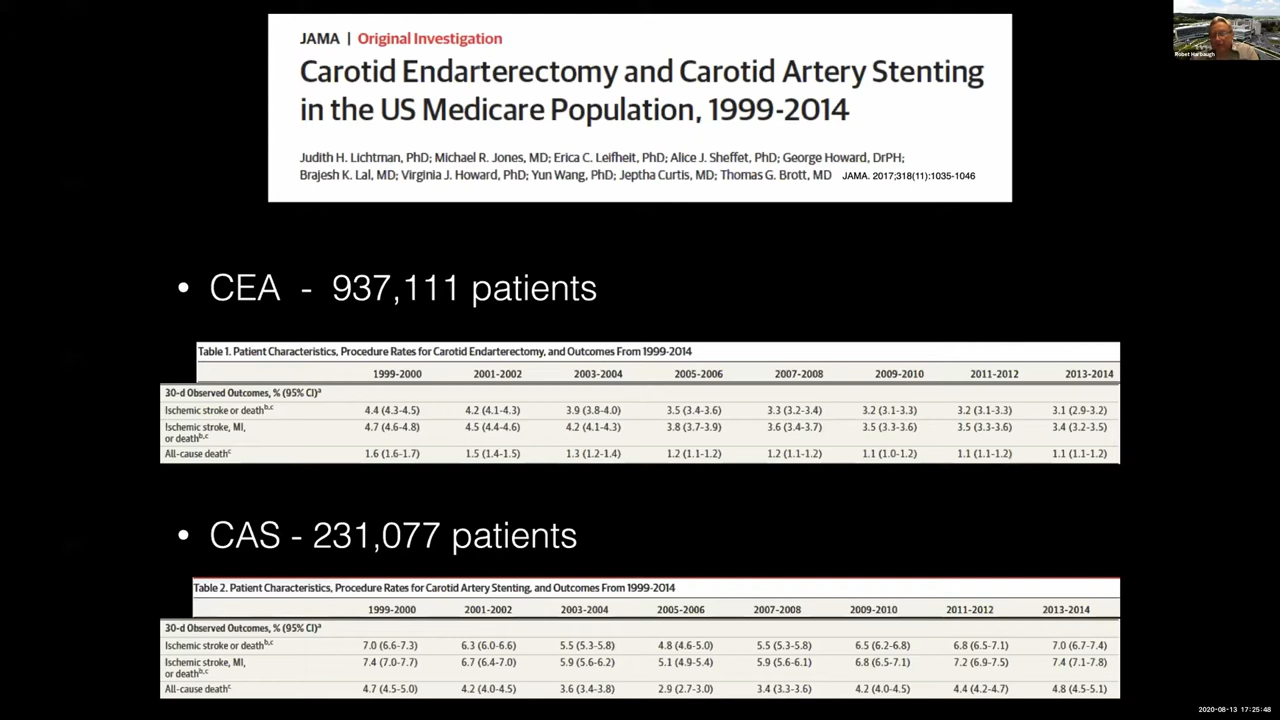 JAMA | Original Investigation
Carotid Endarterectomy and Carotid Artery Stenting
in the US Medicare Population, 1999-2014
Judith H. Lichtman, PhD; Michael R. Jones, MD; Erica C. Leifheit, PhD; Alice J. Sheffet, PhD; George Howard, DrPH;
Brajesh K. Lal, MD; Virginia J. Howard, PhD; Yun Wang, PhD; Jeptha Curtis, MD; Thomas G. Brott, MD JAMA. 2017;318(11):1035-1046
Robet Harbaugh
• CEA - 937,111 patients
Table 1. Patient Characteristics, Procedure Rates for Carotid Endarterectomy, and Outcomes From 1999-2014
1999-2000 2001-2002 2003-2004 2005-2006 2007-2008 2009-2010 2011-2012 2013-2014
30-d Observed Outcomes, % (95% CI)a
Ischemic stroke or deathb,c 4.4 (4.3-4.5) 4.2 (4.1-4.3) 3.9 (3.8-4.0) 3.5 (3.4-3.6) 3.3 (3.2-3.4) 3.2 (3.1-3.3) 3.2 (3.1-3.3) 3.1 (2.9-3.2)
Ischemic stroke, MI, 4.7 (4.6-4.8) 4.5 (4.4-4.6) 4.2 (4.1-4.3) 3.8 (3.7-3.9) 3.6 (3.4-3.7) 3.5 (3.3-3.6) 3.5 (3.3-3.6) 3.4 (3.2-3.5)
or deathb,c
All-cause deathc 1.6 (1.6-1.7) 1.5 (1.4-1.5) 1.3 (1.2-1.4) 1.2 (1.1-1.2) 1.2 (1.1-1.2) 1.1 (1.0-1.2) 1.1 (1.1-1.2) 1.1 (1.1-1.2)
• CAS - 231,077 patients
Table 2. Patient Characteristics, Procedure Rates for Carotid Artery Stenting, and Outcomes From 1999-2014
1999-2000 2001-2002 2003-2004 2005-2006 2007-2008 2009-2010 2011-2012 2013-2014
30-d Observed Outcomes, % (95% CI)a
Ischemic stroke or deathb,c 7.0 (6.6-7.3) 6.3 (6.0-6.6) 5.5 (5.3-5.8) 4.8 (4.6-5.0) 5.5 (5.3-5.8) 6.5 (6.2-6.8) 6.8 (6.5-7.1) 7.0 (6.7-7.4)
Ischemic stroke, MI, 7.4 (7.0-7.7) 6.7 (6.4-7.0) 5.9 (5.6-6.2) 5.1 (4.9-5.4) 5.9 (5.6-6.1) 6.8 (6.5-7.1) 7.2 (6.9-7.5) 7.4 (7.1-7.8)
or deathb,c
All-cause deathc 4.7 (4.5-5.0) 4.2 (4.0-4.5) 3.6 (3.4-3.8) 2.9 (2.7-3.0) 3.4 (3.3-3.6) 4.2 (4.0-4.5) 4.4 (4.2-4.7) 4.8 (4.5-5.1)
2020-08-13 17:25:48